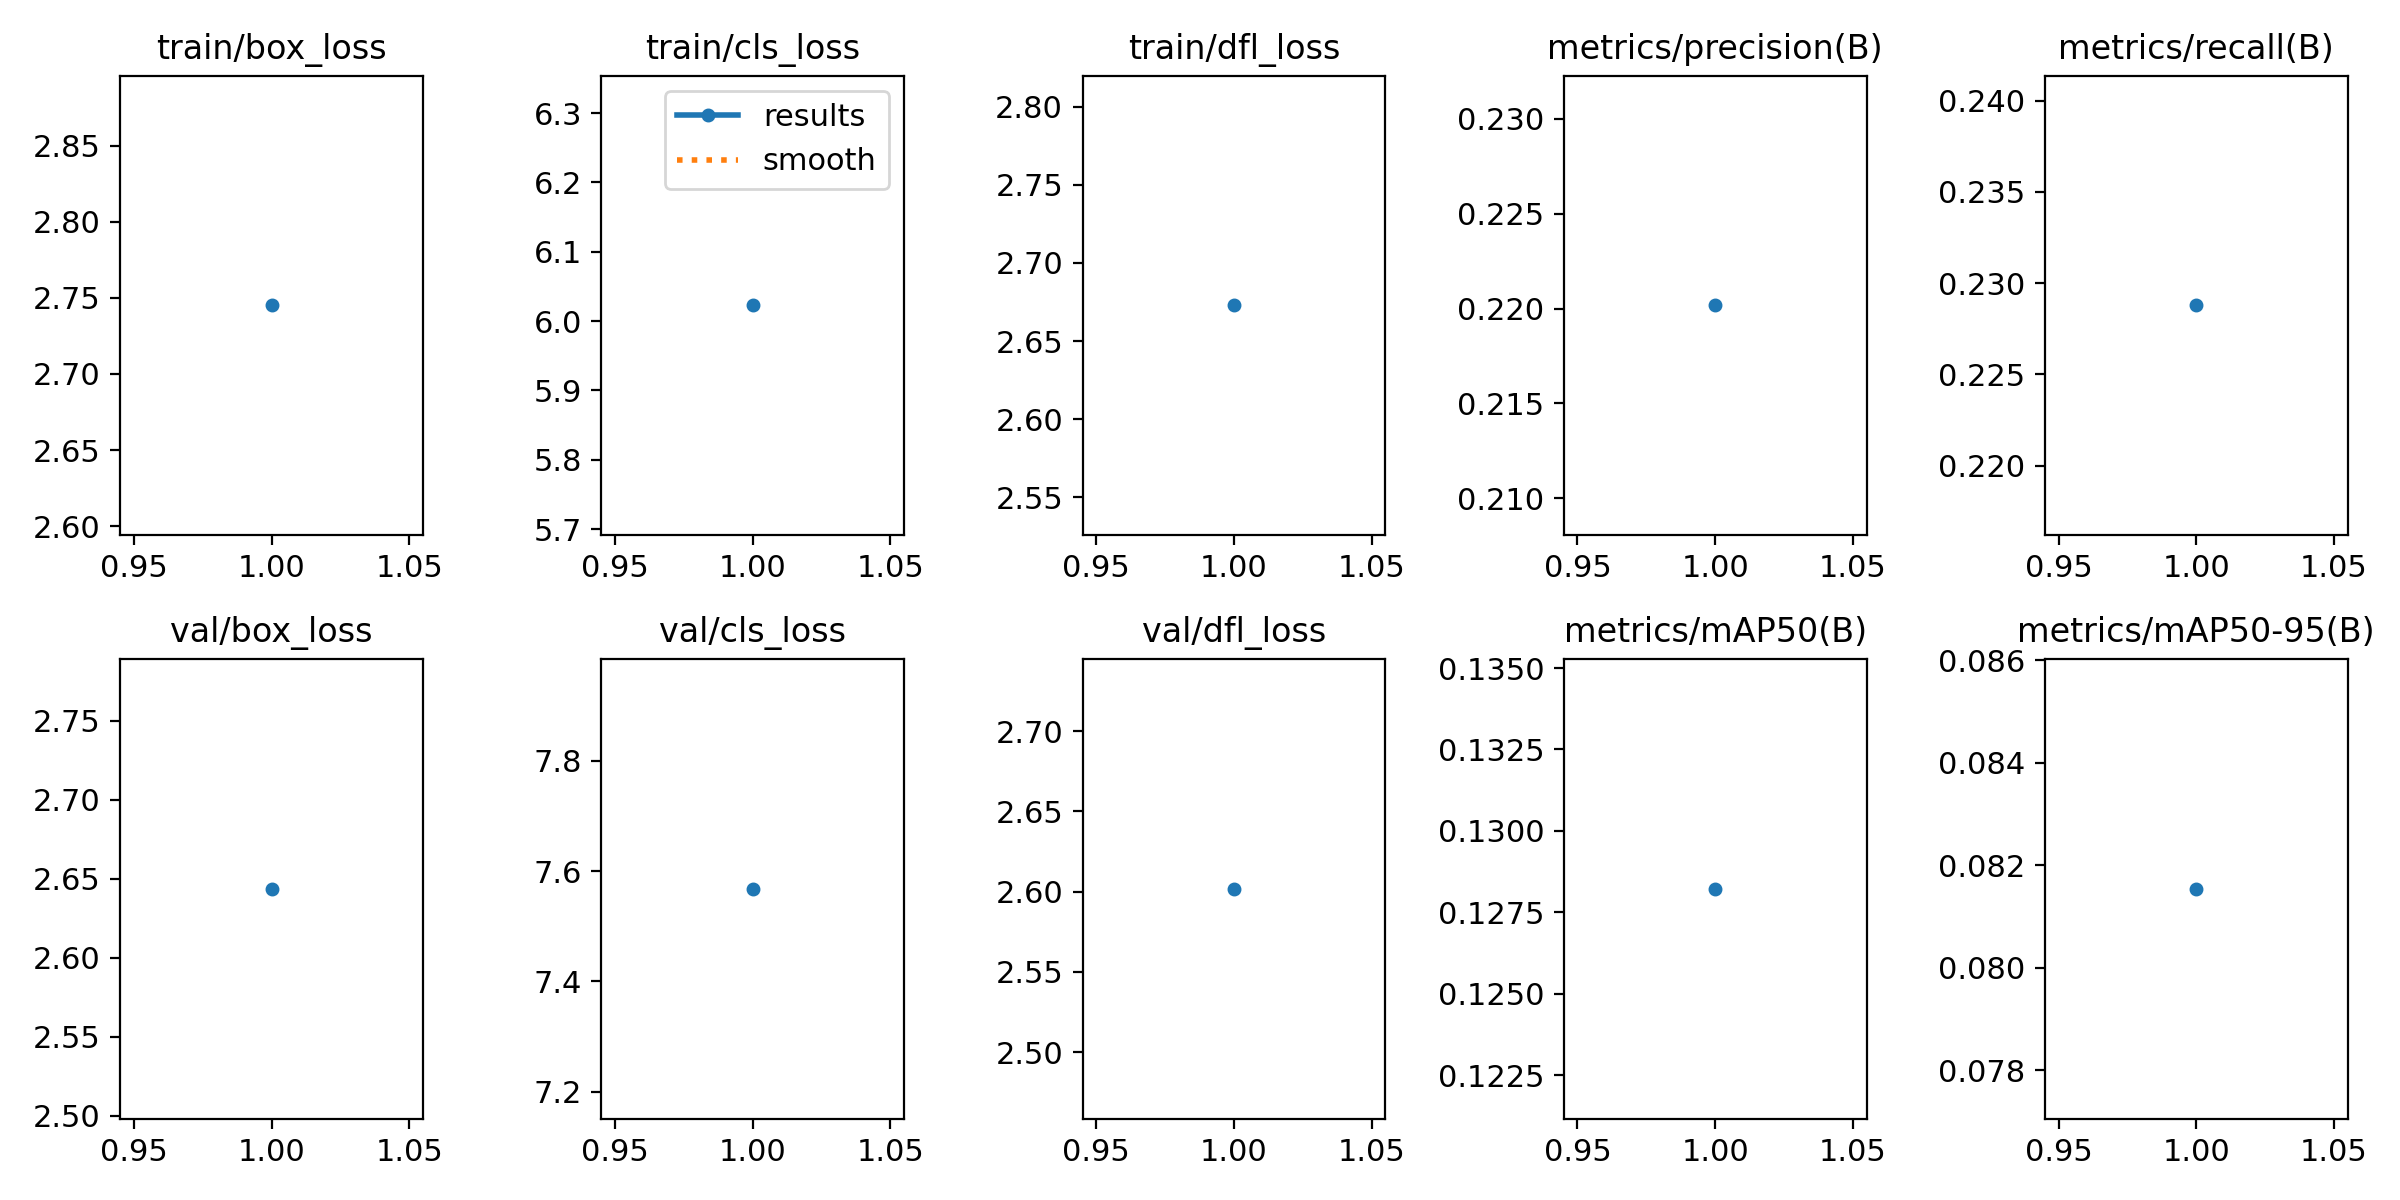 train/box_loss
2.85
2.80
2.75
2.70
2.65
2.60
0.95 1.00 1.05
train/cls_loss
results
smooth
6.3
6.2
6.1
6.0
5.9
5.8
5.7
0.95 1.00 1.05
train/dfl_loss
2.80
2.75
2.70
2.65
2.60
2.55
0.95 1.00 1.05
metrics/precision(B)
0.230
0.225
0.220
0.215
0.210
0.95 1.00 1.05
metrics/recall(B)
0.240
0.235
0.230
0.225
0.220
0.95 1.00 1.05
val/box_loss
2.75
2.70
2.65
2.60
2.55
2.50
0.95 1.00 1.05
val/cls_loss
7.8
7.6
7.4
7.2
0.95 1.00 1.05
val/dfl_loss
2.70
2.65
2.60
2.55
2.50
0.95 1.00 1.05
metrics/mAP50(B)
0.1350
0.1325
0.1300
0.1275
0.1250
0.1225
0.95 1.00 1.05
metrics/mAP50-95(B)
0.086
0.084
0.082
0.080
0.078
0.95 1.00 1.05